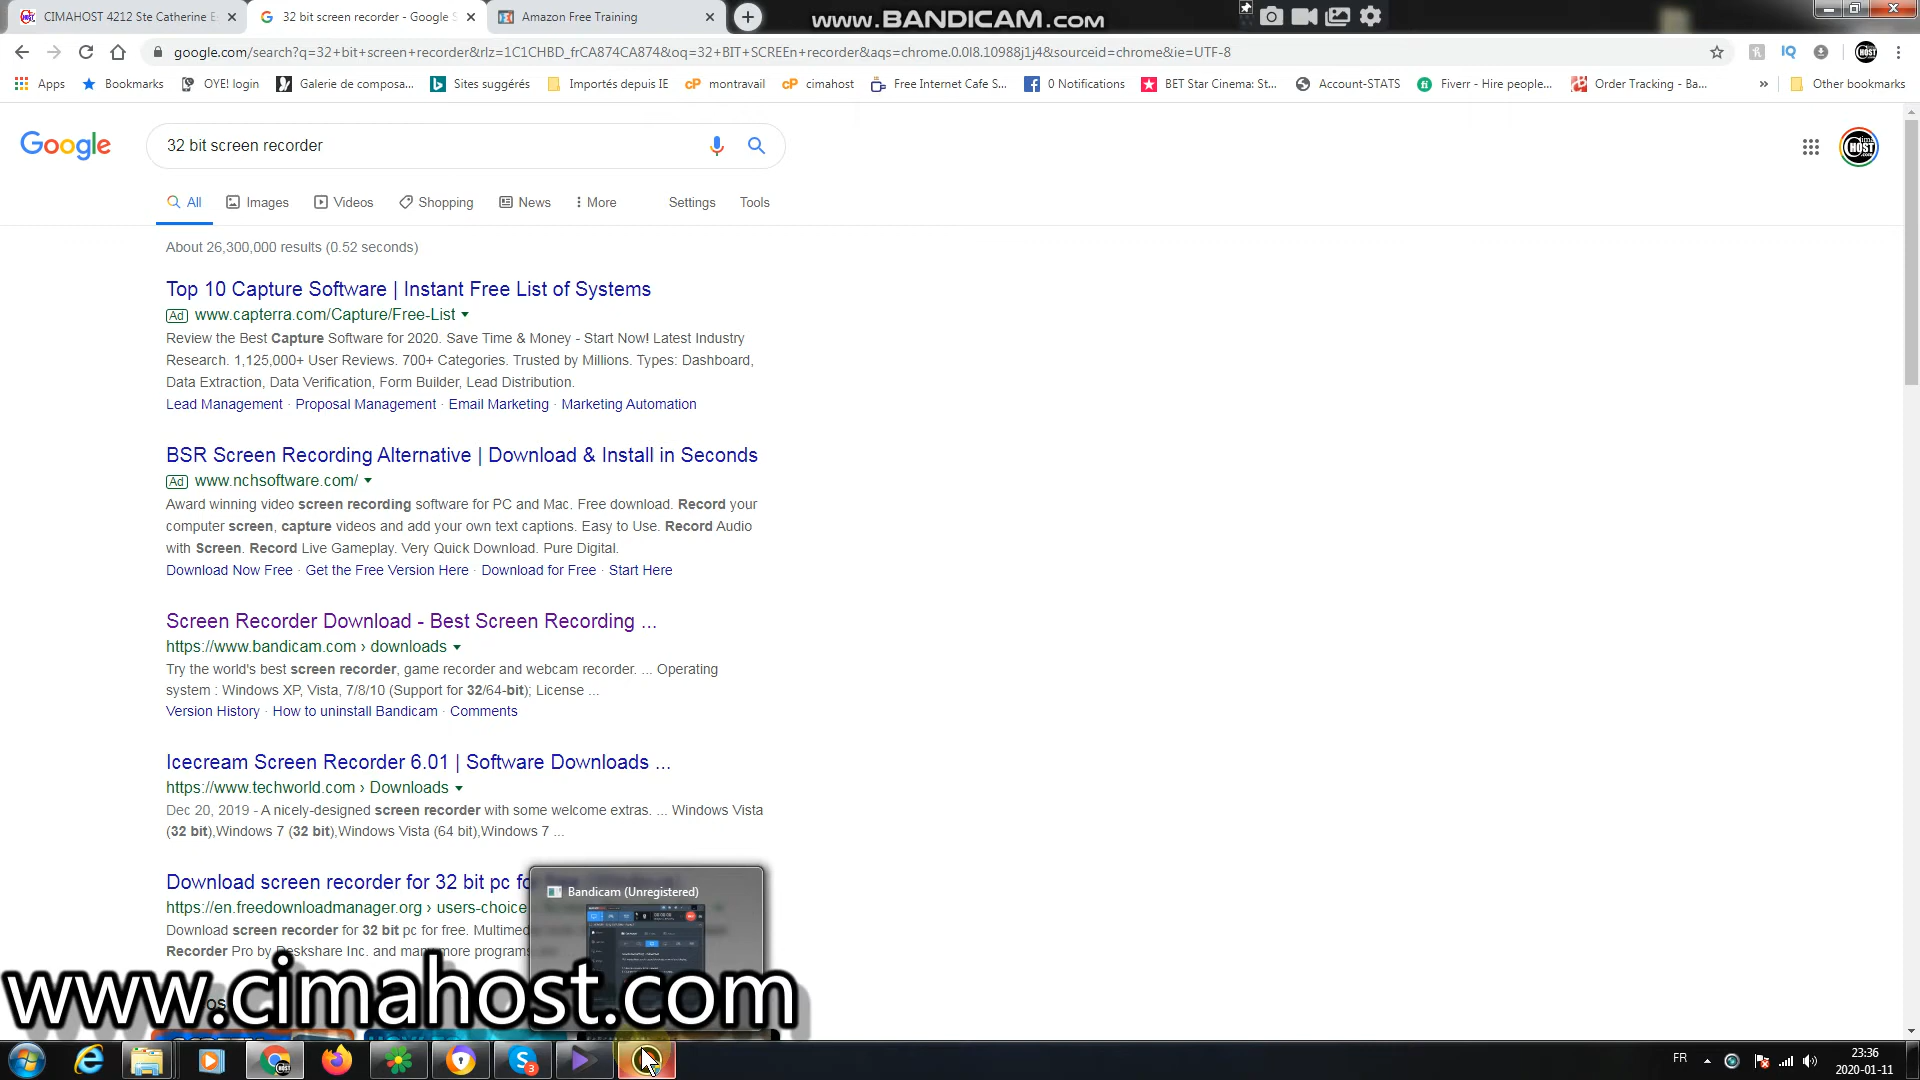 CIMAHOST 4212 Ste Catherine E
32 bit screen recorder - Google S
Amazon Free Training
www.BANDICAM.com
google.com/search?q=32+bit+screen+recorder&rlz=1C1CHBD_frCA874CA874&oq=32+BIT+SCREEn+recorder&aqs=chrome.0.0l8.10988j1j4&sourceid=chrome&ie=UTF-8
Apps
Bookmarks
OYE! login
Galerie de composa...
Sites suggérés
Importés depuis IE
montravail
cimahost
Free Internet Cafe S...
0 Notifications
BET Star Cinema: St...
Account-STATS
Fiverr - Hire people...
Order Tracking - Ba...
»
Other bookmarks
Google
32 bit screen recorder
All
Images
Videos
Shopping
News
More
Settings
Tools
About 26,300,000 results (0.52 seconds)
Top 10 Capture Software | Instant Free List of Systems
Ad www.capterra.com/Capture/Free-List
Review the Best Capture Software for 2020. Save Time & Money - Start Now! Latest Industry
Research. 1,125,000+ User Reviews. 700+ Categories. Trusted by Millions. Types: Dashboard,
Data Extraction, Data Verification, Form Builder, Lead Distribution.
Lead Management · Proposal Management · Email Marketing · Marketing Automation
BSR Screen Recording Alternative | Download & Install in Seconds
Ad www.nchsoftware.com/
Award winning video screen recording software for PC and Mac. Free download. Record your
computer screen, capture videos and add your own text captions. Easy to Use. Record Audio
with Screen. Record Live Gameplay. Very Quick Download. Pure Digital.
Download Now Free · Get the Free Version Here · Download for Free · Start Here
Screen Recorder Download - Best Screen Recording ...
https://www.bandicam.com › downloads
Try the world's best screen recorder, game recorder and webcam recorder. ... Operating
system : Windows XP, Vista, 7/8/10 (Support for 32/64-bit); License ...
Version History · How to uninstall Bandicam · Comments
Icecream Screen Recorder 6.01 | Software Downloads ...
https://www.techworld.com › Downloads
Dec 20, 2019 - A nicely-designed screen recorder with some welcome extras. ... Windows Vista
(32 bit),Windows 7 (32 bit),Windows Vista (64 bit),Windows 7 ...
Download screen recorder for 32 bit pc fo
https://en.freedownloadmanager.org › users-choice
Download screen recorder for 32 bit pc for free. Multimed
Recorder Pro by Deskshare Inc. and many more programs
Bandicam (Unregistered)
www.cimahost.com
FR
23:36
2020-01-11